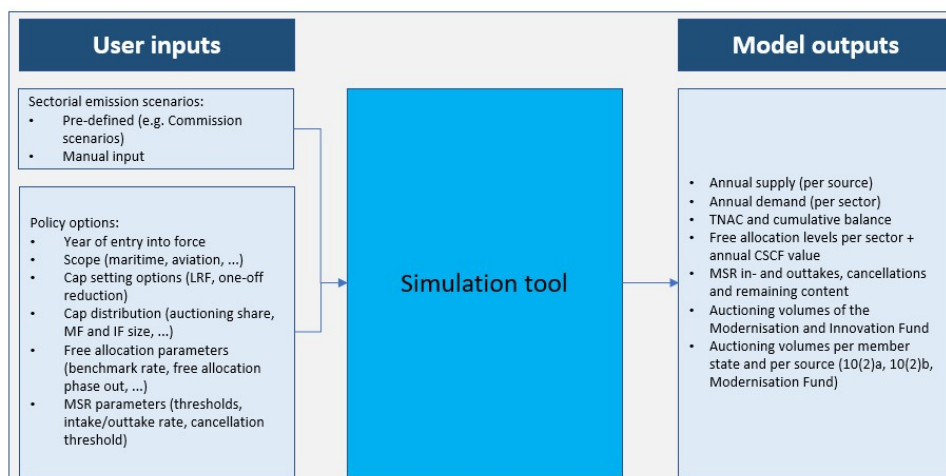 User inputs
Sectorial emission scenarios:
• Pre-defined (e.g. Commission
scenarios)
• Manual input
Policy options:
• Year of entry into force
• Scope (maritime, aviation, ...)
• Cap setting options (LRF, one-off
reduction)
• Cap distribution (auctioning share,
MF and IF size, ...)
• Free allocation parameters
(benchmark rate, free allocation
phase out, ...)
• MSR parameters (thresholds,
intake/outtake rate, cancellation
threshold)
Simulation tool
Model outputs
• Annual supply (per source)
• Annual demand (per sector)
• TNAC and cumulative balance
• Free allocation levels per sector +
annual CSCF value
• MSR in- and outtakes, cancellations
and remaining content
• Auctioning volumes of the
Modernisation and Innovation Fund
• Auctioning volumes per member
state and per source (10(2)a, 10(2)b,
Modernisation Fund)